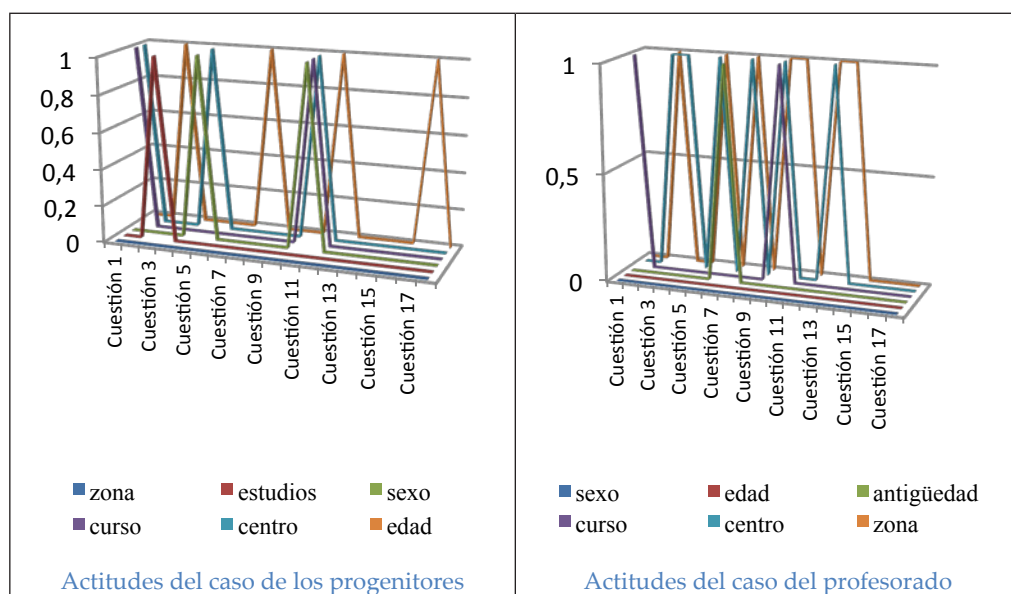 1
0,8
0,6
0,4
0,2
0
Cuestión 1
Cuestión 3
Cuestión 5
Cuestión 7
Cuestión 9
Cuestión 11
Cuestión 13
Cuestión 15
Cuestión 17
zona estudios sexo
curso centro edad
Actitudes del caso de los progenitores
1
0,5
0
Cuestión 1
Cuestión 3
Cuestión 5
Cuestión 7
Cuestión 9
Cuestión 11
Cuestión 13
Cuestión 15
Cuestión 17
sexo edad antigüedad
curso centro zona
Actitudes del caso del profesorado